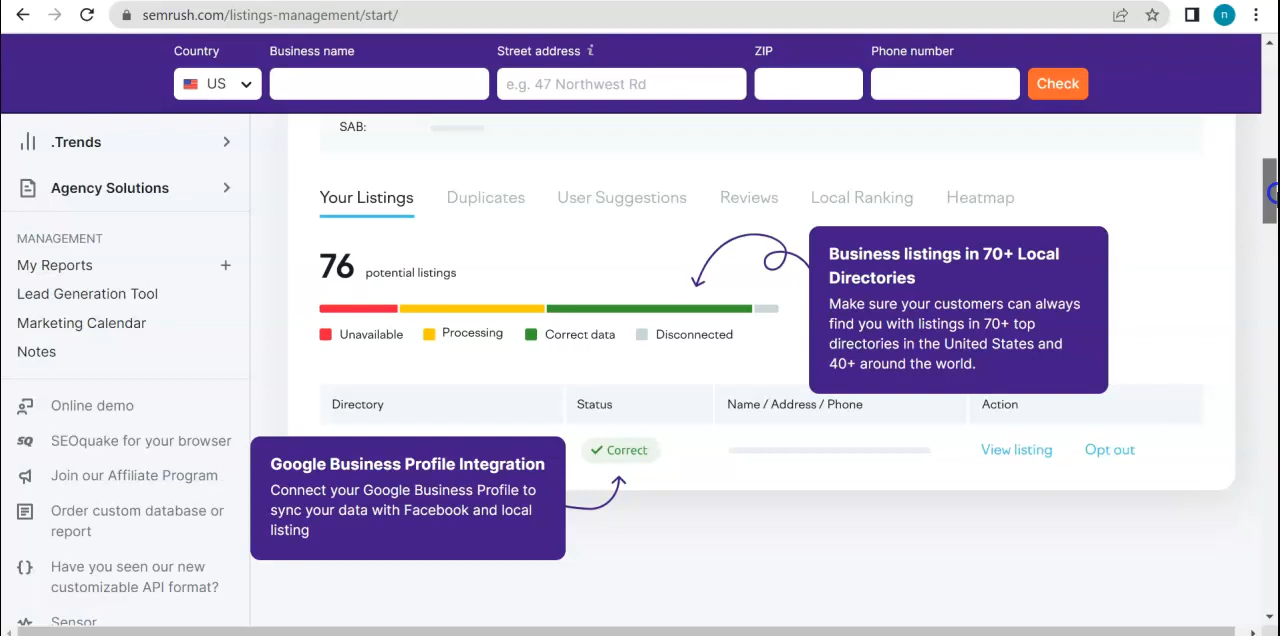 semrush.com/listings-management/start/
n
Country
Business name
Street address i
ZIP
Phone number
US
e.g. 47 Northwest Rd
Check
.Trends
Agency Solutions
MANAGEMENT
My Reports +
Lead Generation Tool
Marketing Calendar
Notes
Online demo
SQ SEOquake for your browser
Join our Affiliate Program
Order custom database or
report
{} Have you seen our new
customizable API format?
Sensor
SAB:
Your Listings
Duplicates
User Suggestions
Reviews
Local Ranking
Heatmap
76 potential listings
Unavailable
Processing
Correct data
Disconnected
Business listings in 70+ Local
Directories
Make sure your customers can always
find you with listings in 70+ top
directories in the United States and
40+ around the world.
Directory
Status
Name / Address / Phone
Action
Correct
View listing
Opt out
Google Business Profile Integration
Connect your Google Business Profile to
sync your data with Facebook and local
listing